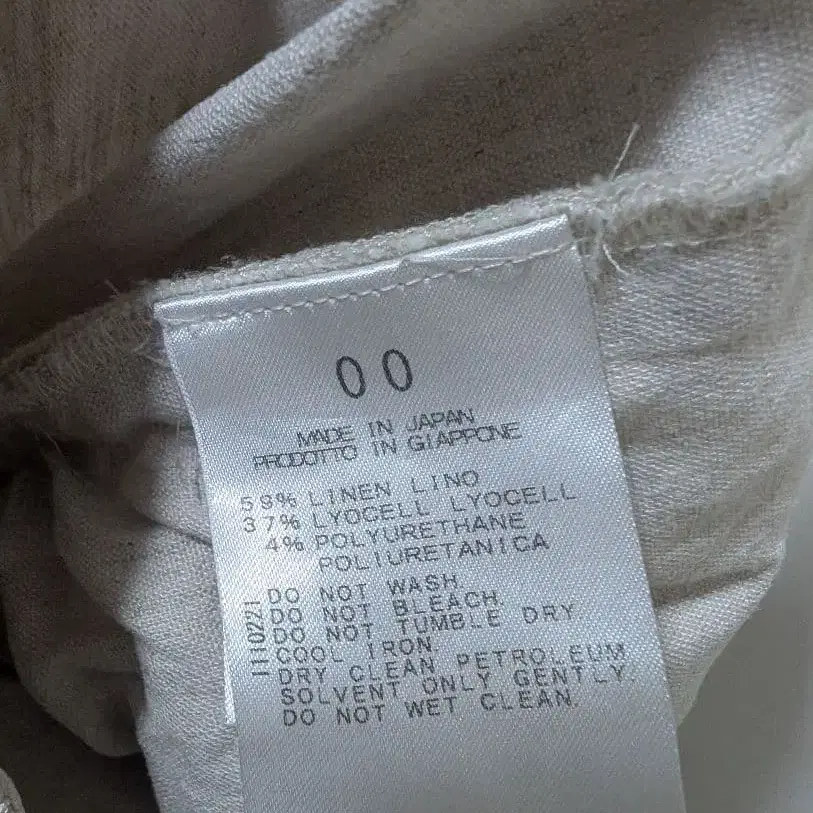 00
MADE IN JAPAN
PRODOTTO IN GIAPPONE
59% LINEN LINO
37% LYOCELL LYOCELL
4% POLYURETHANE
POLIURETANICA
DO NOT WASH.
DO NOT BLEACH.
DO NOT TUMBLE DRY.
COOL IRON.
DRY CLEAN PETROLEUM
SOLVENT ONLY GENTLY.
DO NOT WET CLEAN.
1110221